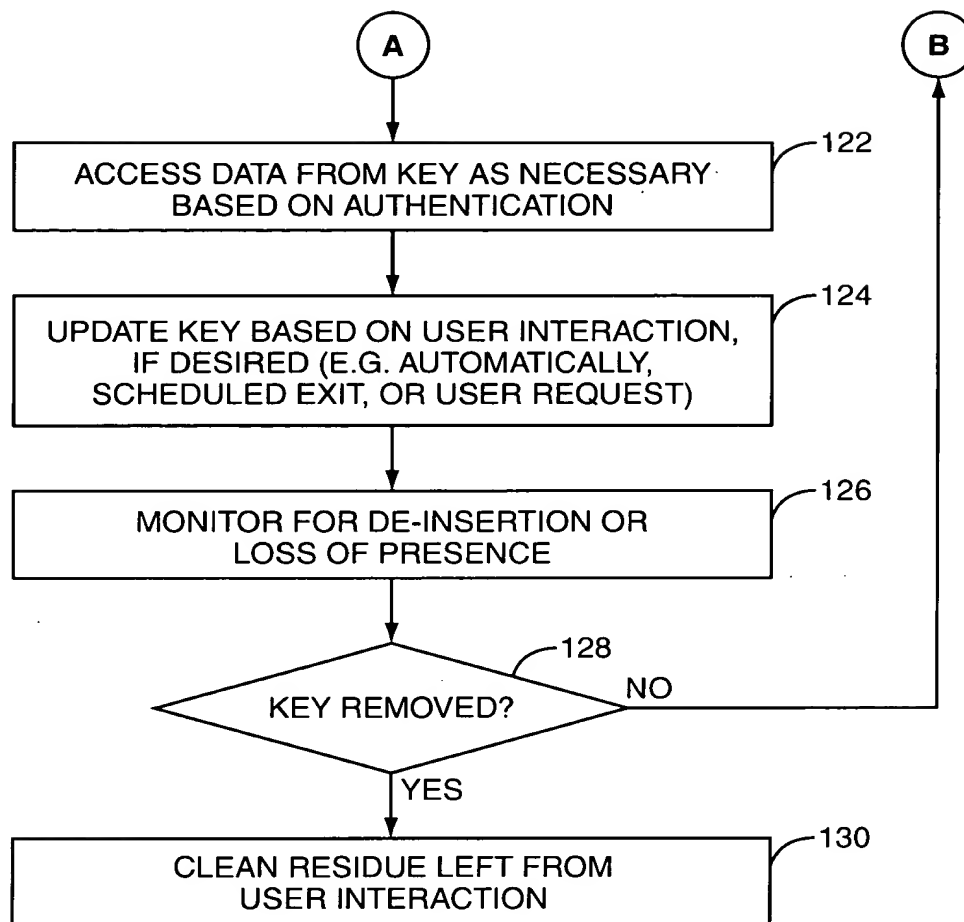 A
B
122
ACCESS DATA FROM KEY AS NECESSARY
BASED ON AUTHENTICATION
124
UPDATE KEY BASED ON USER INTERACTION,
IF DESIRED (E.G. AUTOMATICALLY,
SCHEDULED EXIT, OR USER REQUEST)
126
MONITOR FOR DE-INSERTION OR
LOSS OF PRESENCE
128
KEY REMOVED?
NO
YES
130
CLEAN RESIDUE LEFT FROM
USER INTERACTION